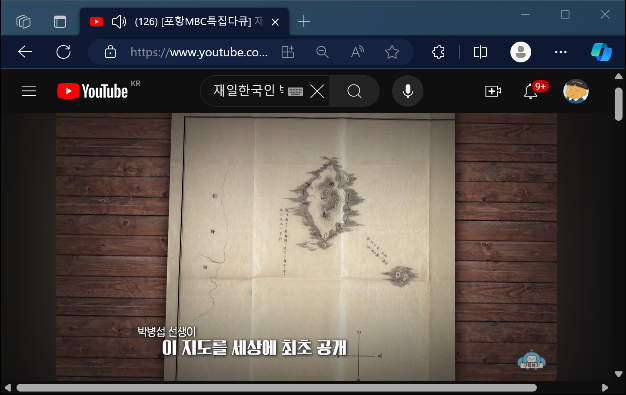 (126) [포항MBC특집다큐] 재
https://www.youtube.co...
YouTube KR
재일한국인
9+
박병섭 선생이
이 지도를 세상에 최초 공개